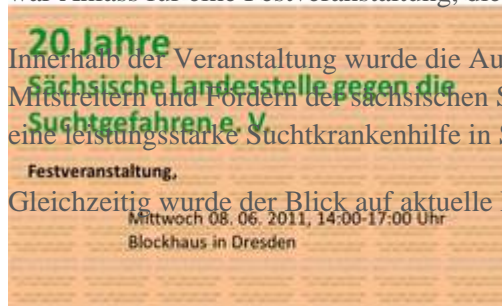 war Anlass für eine Festveranstaltung, die
20 Jahre
Innerhalb der Veranstaltung wurde die Au
Sächsische Landesstelle gegen die
Mitstreitern und Fördern der sächsischen S
Suchtgefahren e. V.
eine leistungsstarke Suchtkrankenhilfe in S
Festveranstaltung,
Gleichzeitig wurde der Blick auf aktuelle
Mittwoch 08. 06. 2011, 14:00-17:00 Uhr
Blockhaus in Dresden